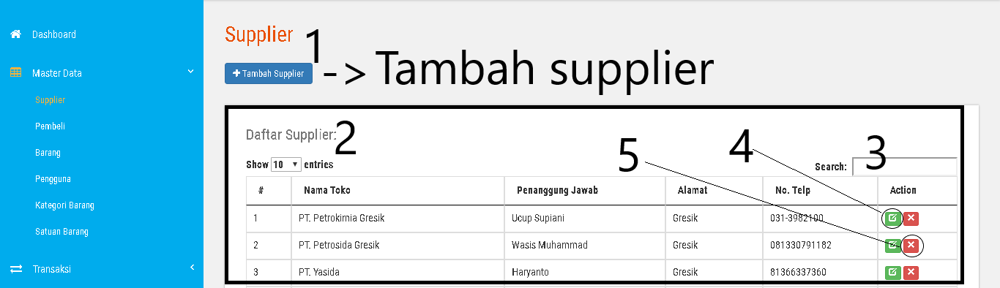 Dashboard
Master Data
Supplier
Pembeli
Barang
Pengguna
Kategori Barang
Satuan Barang
Transaksi
Supplier
1
Tambah Supplier
-> Tambah supplier
Daftar Supplier:
2
5
4
3
Show 10 entries
Search:
# Nama Toko Penanggung Jawab Alamat No. Telp Action
1 PT. Petrokimia Gresik Ucup Supiani Gresik 031-3982100
2 PT. Petrosida Gresik Wasis Muhammad Gresik 081330791182
3 PT. Yasida Haryanto Gresik 81366337360